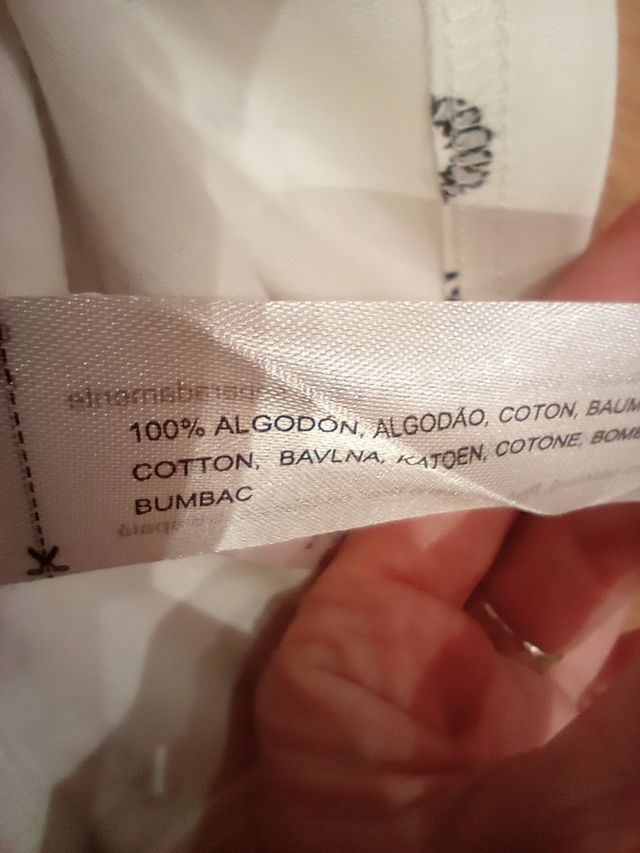 100% ALGODÓN, ALGODÃO, COTON, BAUM
COTTON, BAVLNA, KATOEN, COTONE, BOMB
BUMBAC